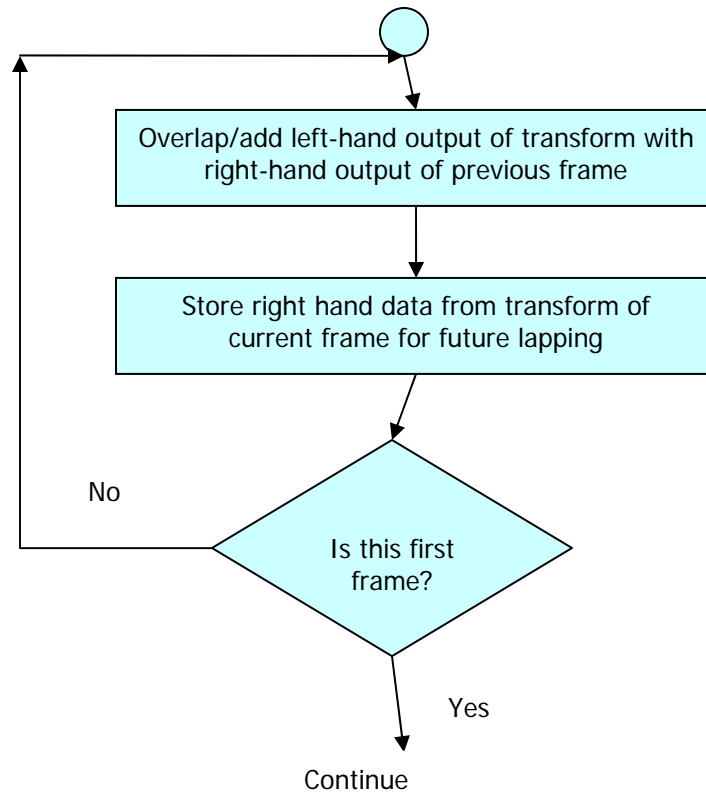 Overlap/add left-hand output of transform with
right-hand output of previous frame
Store right hand data from transform of
current frame for future lapping
No
Is this first
frame?
Yes
Continue